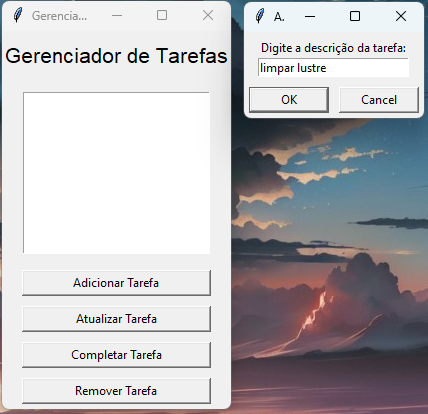 Gerencia...
Gerenciador de Tarefas
Adicionar Tarefa
Atualizar Tarefa
Completar Tarefa
Remover Tarefa
A.
Digite a descrição da tarefa:
limpar lustre
OK
Cancel